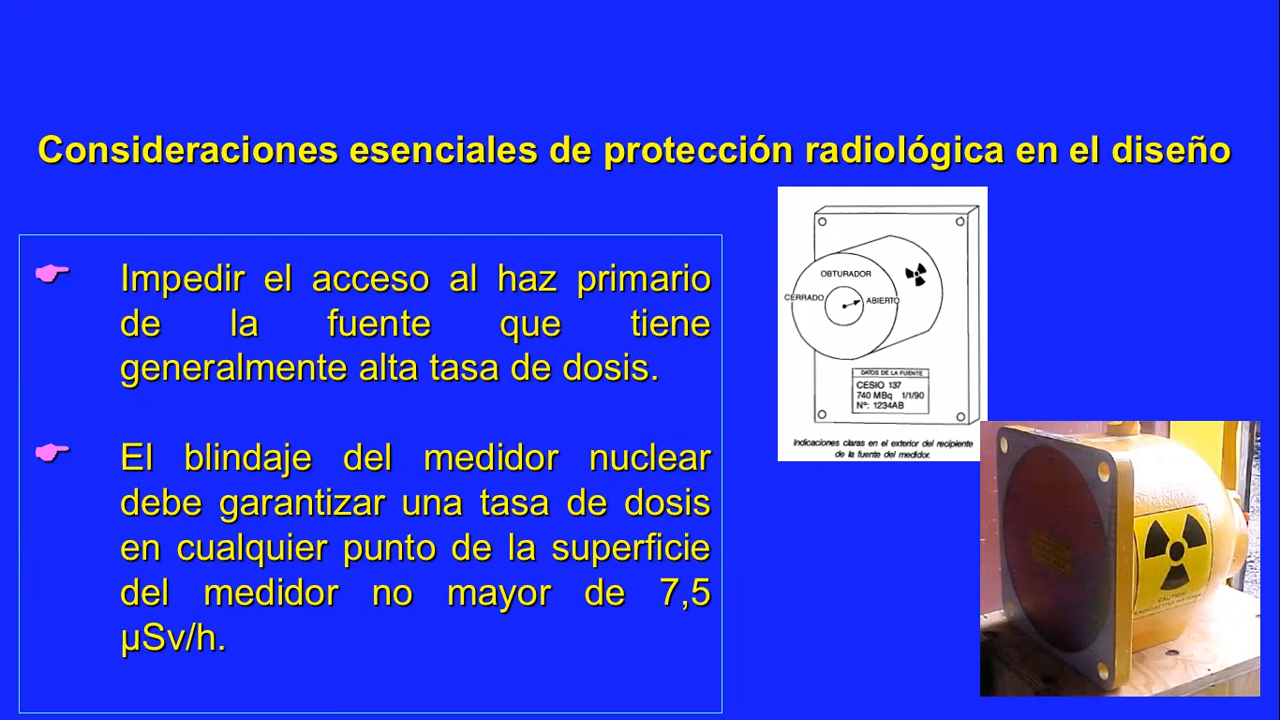 Consideraciones esenciales de protección radiológica en el diseño
Impedir el acceso al haz primario
de la fuente que tiene
generalmente alta tasa de dosis.
El blindaje del medidor nuclear
debe garantizar una tasa de dosis
en cualquier punto de la superficie
del medidor no mayor de 7,5
µSv/h.
OBTURADOR
CERRADO
ABIERTO
DATOS DE LA FUENTE
CESIO 137
740 MBq 1/1/90
Nº: 1234AB
Indicaciones claras en el exterior del recipiente
de la fuente del medidor.
CAUTION
RADIOACTIVE MATERIAL